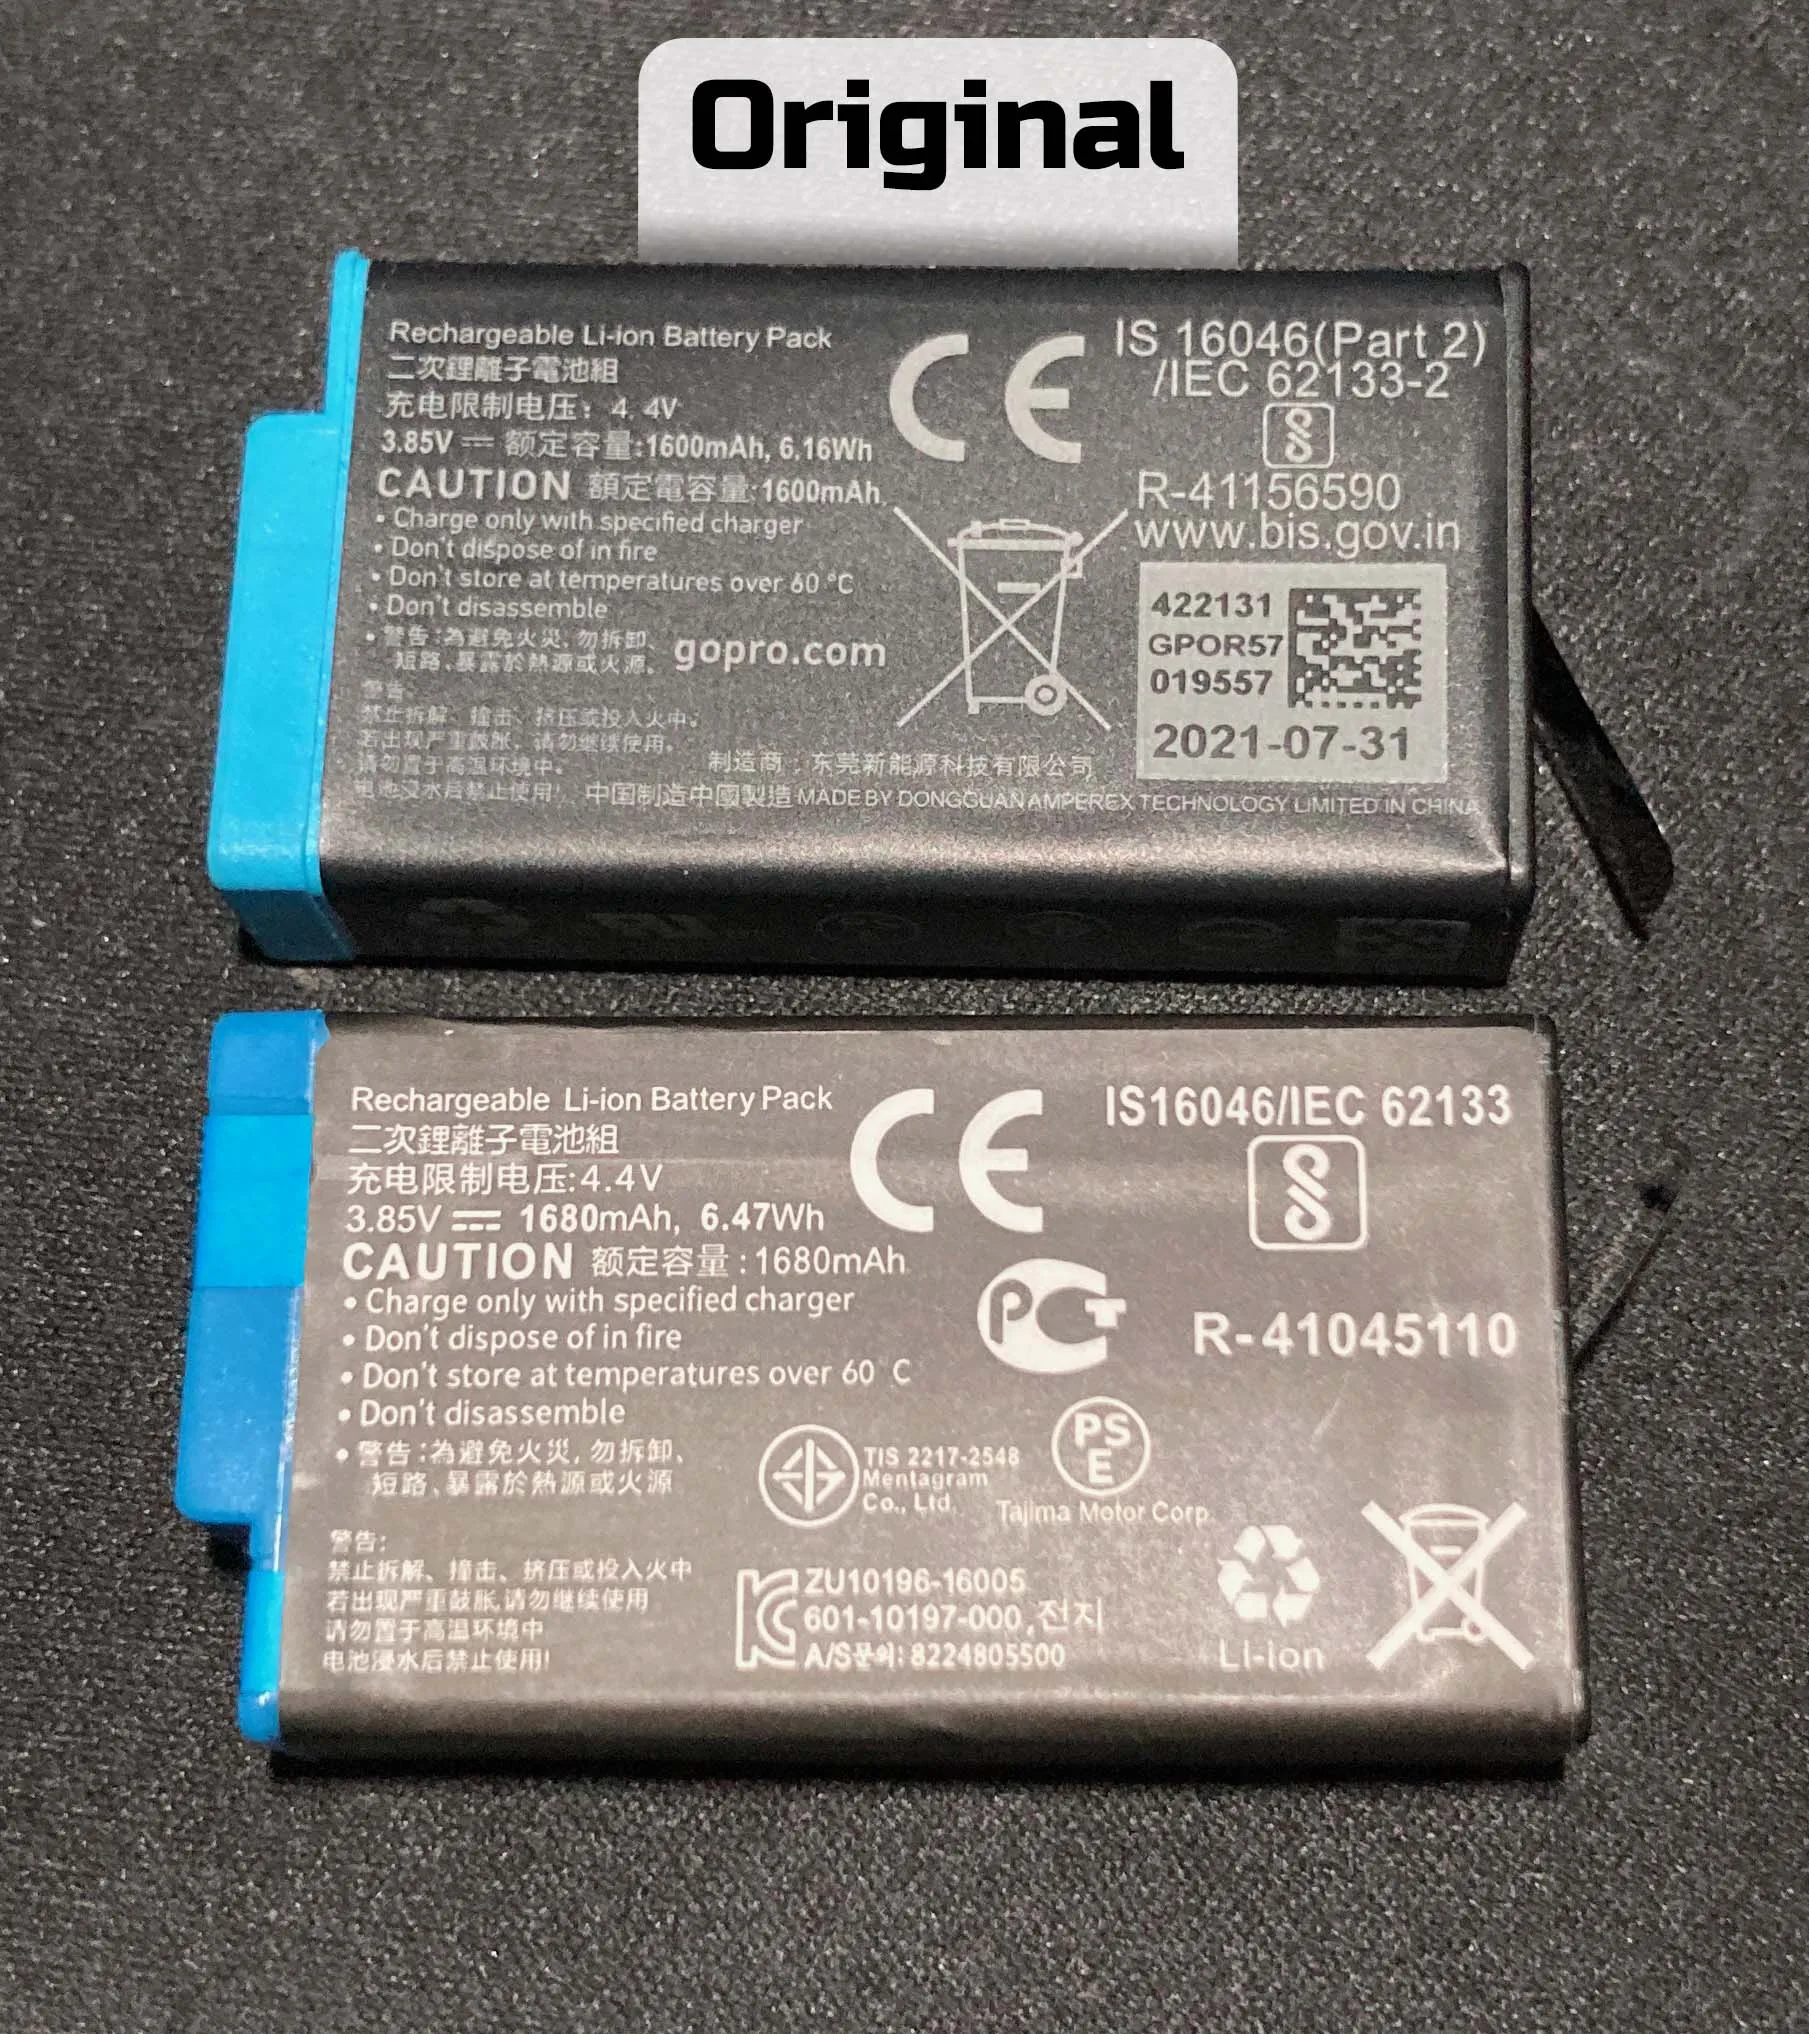 Original
Rechargeable Li-ion Battery Pack
二次鋰離子電池組
充电限制电压: 4.4V
3.85V 额定容量:1600mAh, 6.16Wh
CAUTION 額定電容量:1600mAh
• Charge only with specified charger
• Don't dispose of in fire
• Don't store at temperatures over 60 °C
• Don't disassemble
• 警告:為避免火災,勿拆卸、
短路、暴露於熱源或火源。
gopro.com
警告:
禁止拆解、撞击、挤压或投入火中。
若出现严重鼓胀、请勿继续使用。
请勿置于高温环境中。
电池浸水后禁止使用!
CE
IS 16046(Part 2)
/IEC 62133-2
R-41156590
www.bis.gov.in
422131
GPOR57
019557
2021-07-31
制造商:东莞新能源科技有限公司
中国制造中國製造 MADE BY DONGGUAN AMPEREX TECHNOLOGY LIMITED IN CHINA
Rechargeable Li-ion Battery Pack
二次鋰離子電池組
充电限制电压:4.4V
3.85V 1680mAh, 6.47Wh
CAUTION 额定容量:1680mAh
• Charge only with specified charger
• Don't dispose of in fire
• Don't store at temperatures over 60 C
• Don't disassemble
• 警告:為避免火災,勿拆卸、
短路、暴露於熱源或火源
警告:
禁止拆解、撞击、挤压或投入火中
若出现严重鼓胀,请勿继续使用
请勿置于高温环境中
电池浸水后禁止使用!
CE
IS16046/IEC 62133
R-41045110
PCT
TIS 2217-2548
Mentagram
Co., Ltd.
PS
E
Tajima Motor Corp.
KC
ZU10196-16005
601-10197-000,전지
A/S문의: 8224805500
Li-ion